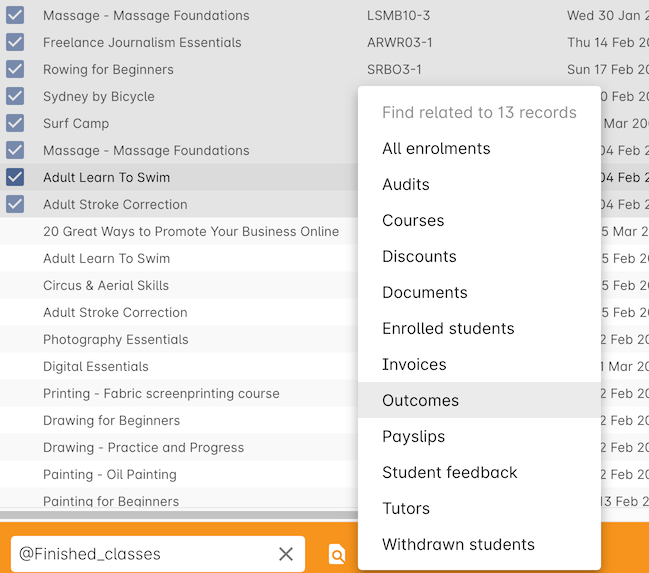 Massage - Massage Foundations LSMB10-3 Wed 30 Jan 2
Freelance Journalism Essentials ARWR03-1 Thu 14 Feb 20
Rowing for Beginners SRBO3-1 Sun 17 Feb 20
Sydney by Bicycle 0 Feb 20
Surf Camp Mar 200
Massage - Massage Foundations 04 Feb 2
Adult Learn To Swim 04 Feb 2
Adult Stroke Correction 04 Feb 2
20 Great Ways to Promote Your Business Online 5 Mar 2
Adult Learn To Swim 5 Feb 20
Circus & Aerial Skills 5 Feb 20
Adult Stroke Correction 5 Feb 20
Photography Essentials 2 Feb 20
Digital Essentials 1 Mar 20
Printing - Fabric screenprinting course 2 Feb 20
Drawing for Beginners 2 Feb 20
Drawing - Practice and Progress 2 Feb 20
Painting - Oil Painting 2 Feb 20
Painting for Beginners 13 Feb 2
Find related to 13 records
All enrolments
Audits
Courses
Discounts
Documents
Enrolled students
Invoices
Outcomes
Payslips
Student feedback
Tutors
Withdrawn students
@Finished_classes